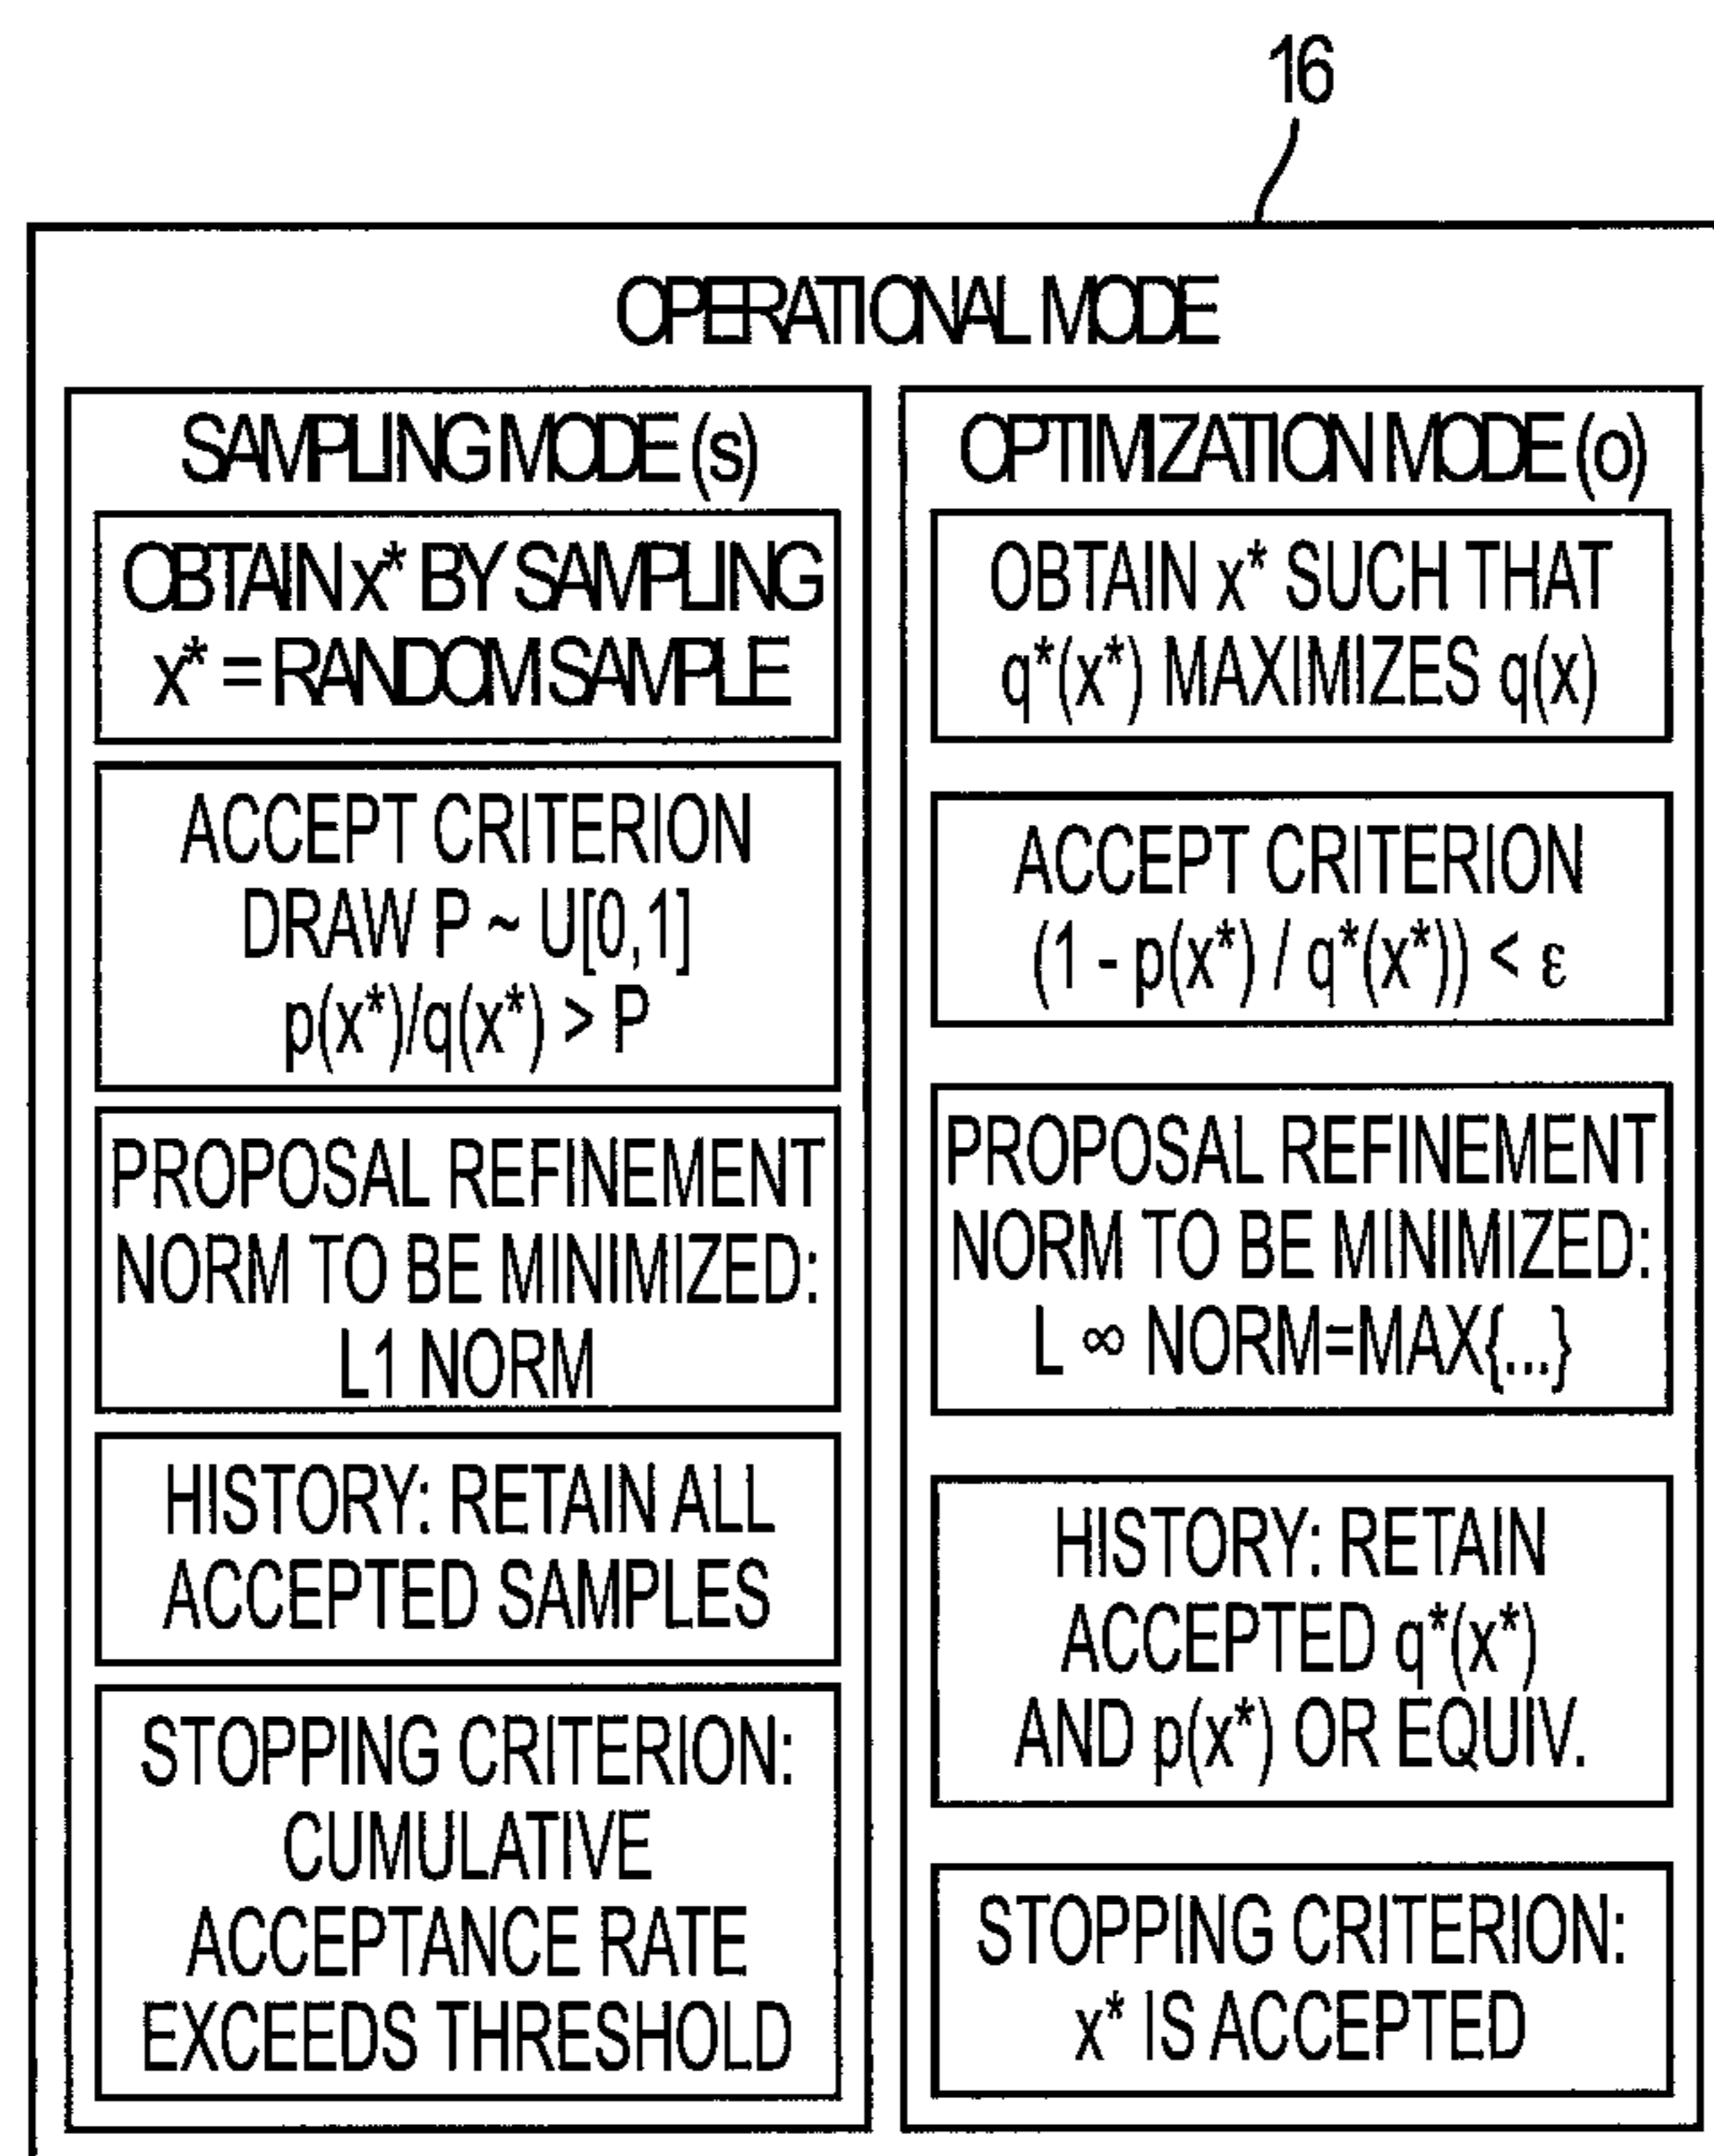 16
OPERATIONAL MODE
SAMPLING MODE (s)
OBTAIN x* BY SAMPLING
x* = RANDOM SAMPLE
ACCEPT CRITERION
DRAW P ~ U[0,1]
p(x*)/q(x*) > P
PROPOSAL REFINEMENT
NORM TO BE MINIMIZED:
L1 NORM
HISTORY: RETAIN ALL
ACCEPTED SAMPLES
STOPPING CRITERION:
CUMULATIVE
ACCEPTANCE RATE
EXCEEDS THRESHOLD
OPTIMIZATION MODE (o)
OBTAIN x* SUCH THAT
q*(x*) MAXIMIZES q(x)
ACCEPT CRITERION
(1 - p(x*) / q*(x*)) < ε
PROPOSAL REFINEMENT
NORM TO BE MINIMIZED:
L ∞ NORM=MAX{...}
HISTORY: RETAIN
ACCEPTED q*(x*)
AND p(x*) OR EQUIV.
STOPPING CRITERION:
x* IS ACCEPTED